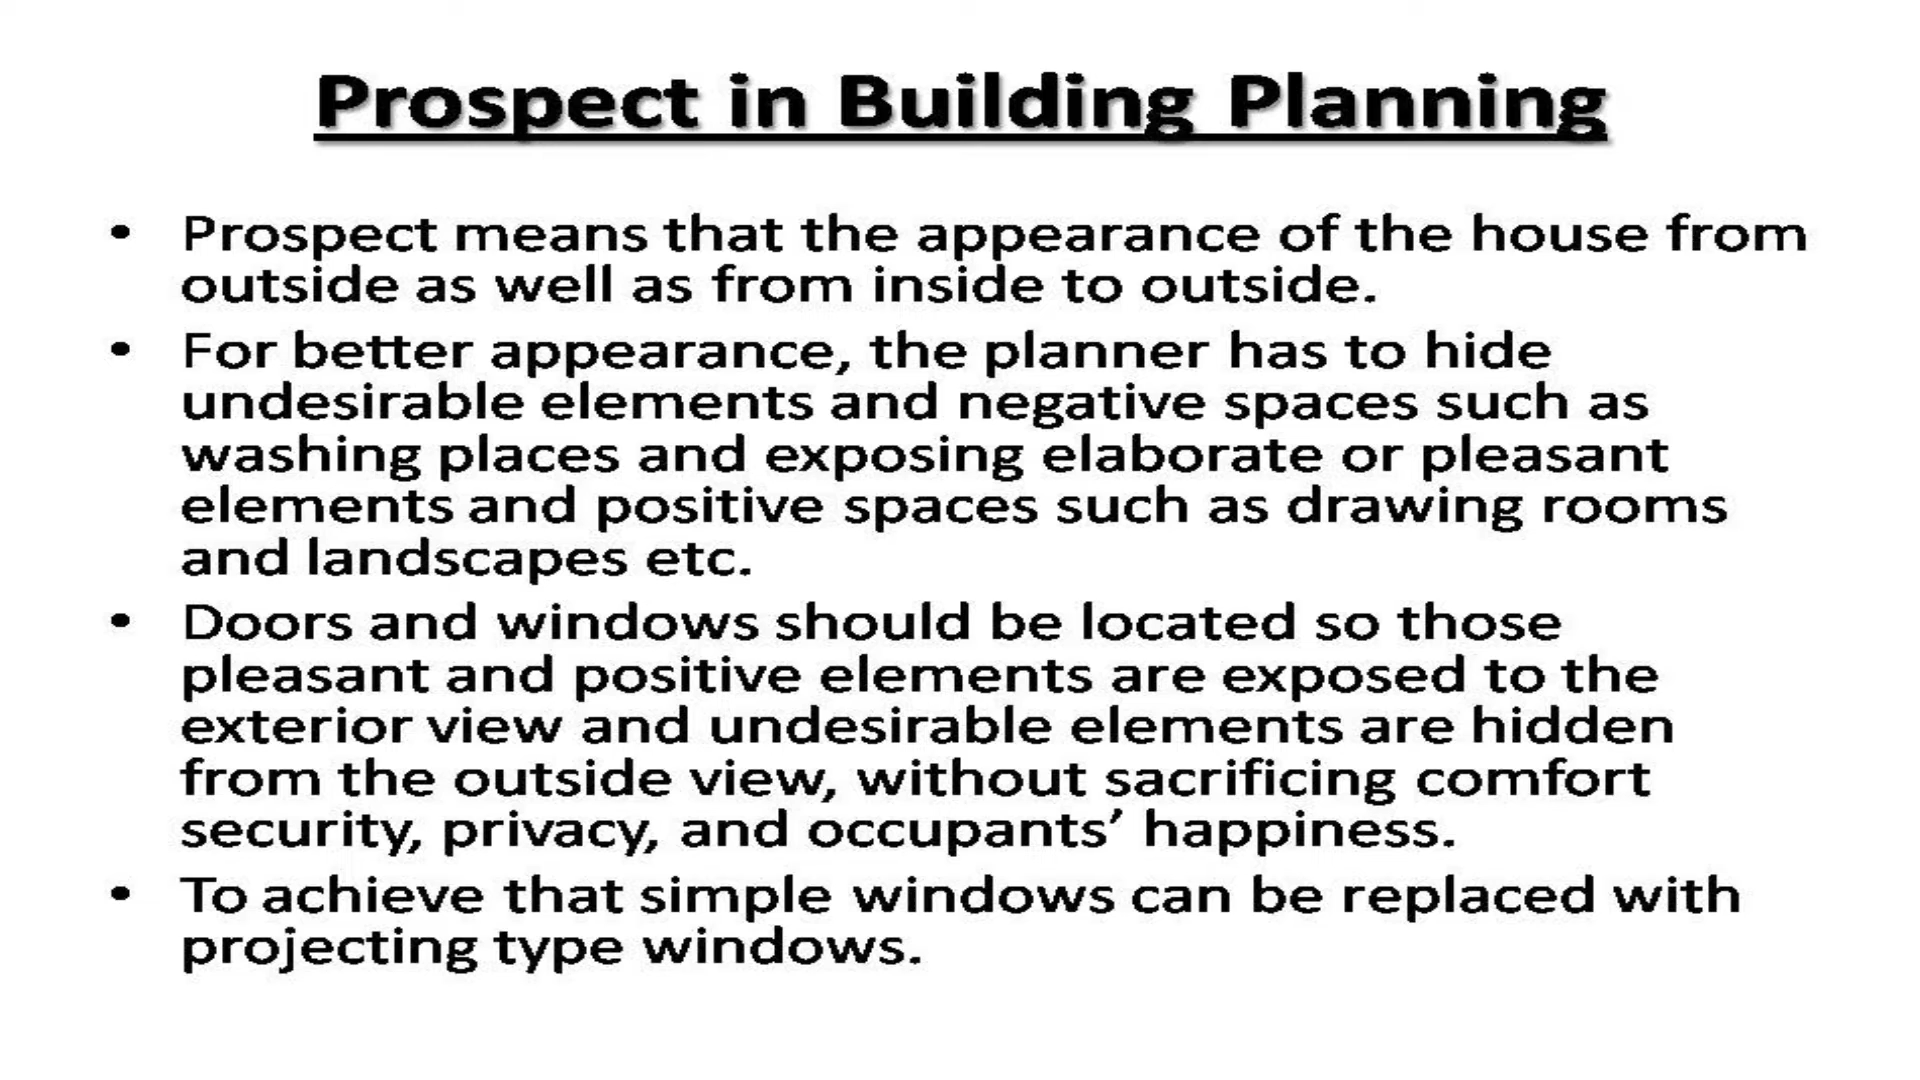 Prospect in Building Planning
• Prospect means that the appearance of the house from
outside as well as from inside to outside.
• For better appearance, the planner has to hide
undesirable elements and negative spaces such as
washing places and exposing elaborate or pleasant
elements and positive spaces such as drawing rooms
and landscapes etc.
• Doors and windows should be located so those
pleasant and positive elements are exposed to the
exterior view and undesirable elements are hidden
from the outside view, without sacrificing comfort
security, privacy, and occupants’ happiness.
• To achieve that simple windows can be replaced with
projecting type windows.